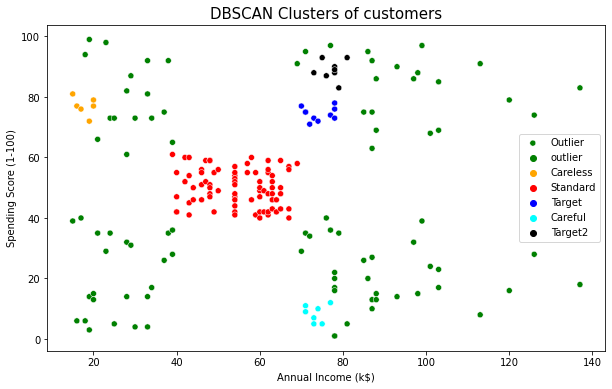 DBSCAN Clusters of customers
100
80
60
40
20
0
Spending Score (1-100)
20
40
60
80
100
120
140
Annual Income (k$)
Outlier
outlier
Careless
Standard
Target
Careful
Target2